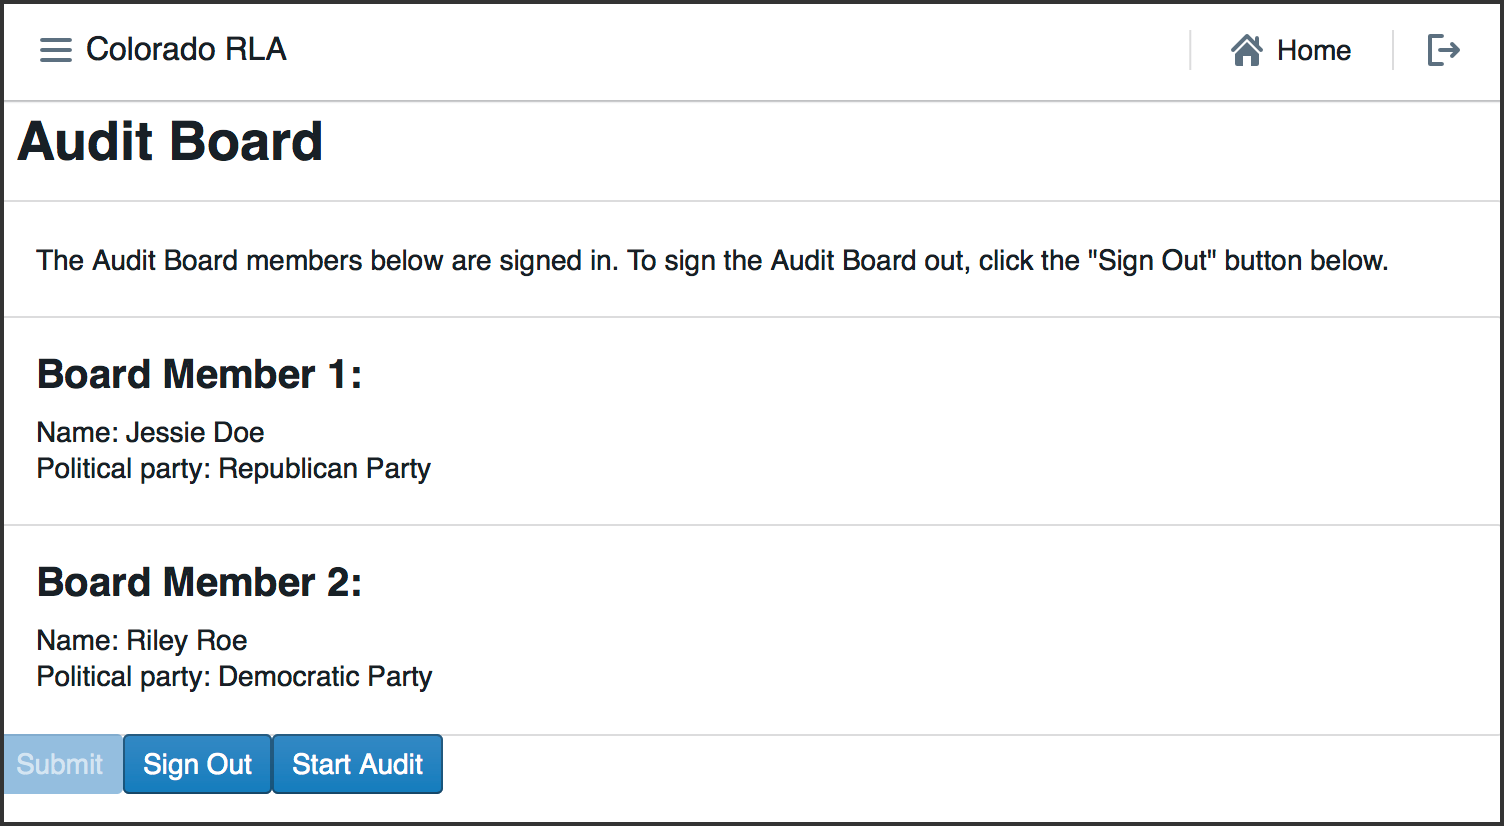 Colorado RLA
Home
Audit Board
The Audit Board members below are signed in. To sign the Audit Board out, click the "Sign Out" button below.
Board Member 1:
Name: Jessie Doe
Political party: Republican Party
Board Member 2:
Name: Riley Roe
Political party: Democratic Party
Submit
Sign Out
Start Audit